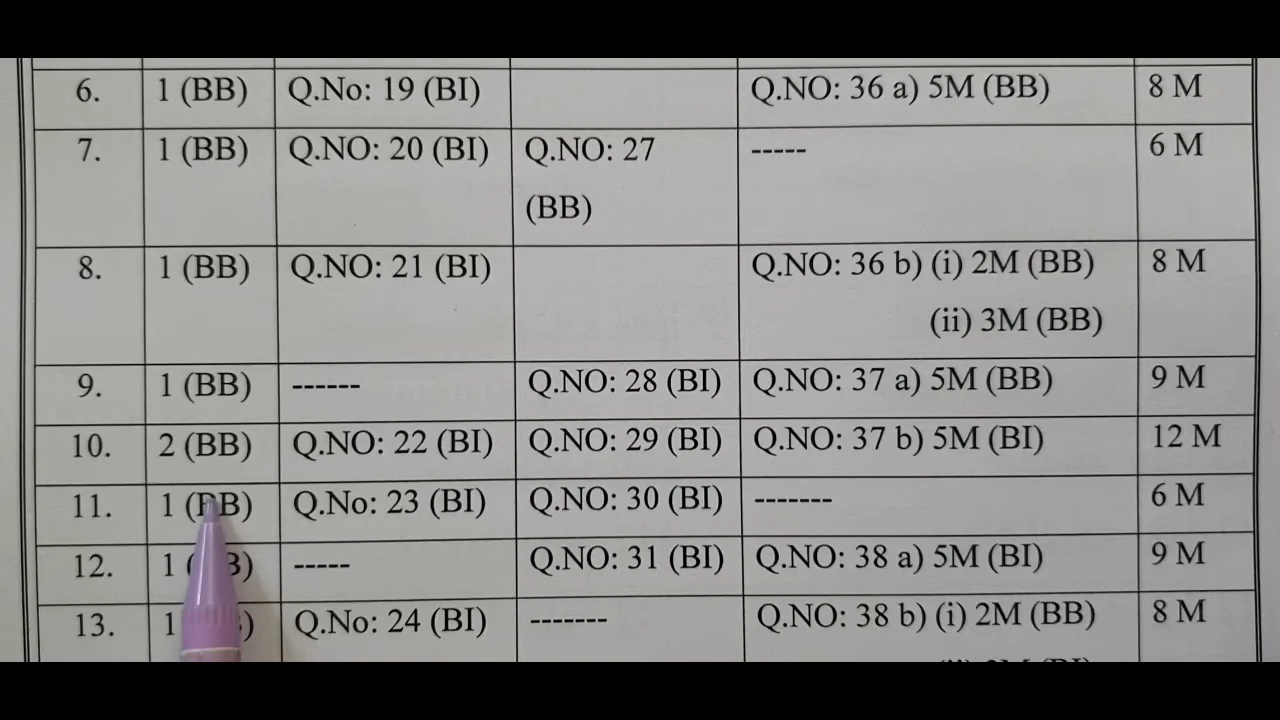 6. 1 (BB) Q.No: 19 (BI) Q.NO: 36 a) 5M (BB) 8 M
7. 1 (BB) Q.NO: 20 (BI) Q.NO: 27 ----- 6 M
(BB)
8. 1 (BB) Q.NO: 21 (BI) Q.NO: 36 b) (i) 2M (BB) 8 M
(ii) 3M (BB)
9. 1 (BB) ------ Q.NO: 28 (BI) Q.NO: 37 a) 5M (BB) 9 M
10. 2 (BB) Q.NO: 22 (BI) Q.NO: 29 (BI) Q.NO: 37 b) 5M (BI) 12 M
11. 1 (BB) Q.No: 23 (BI) Q.NO: 30 (BI) ------- 6 M
12. 1 ----- Q.NO: 31 (BI) Q.NO: 38 a) 5M (BI) 9 M
13. 1 Q.No: 24 (BI) ------- Q.NO: 38 b) (i) 2M (BB) 8 M